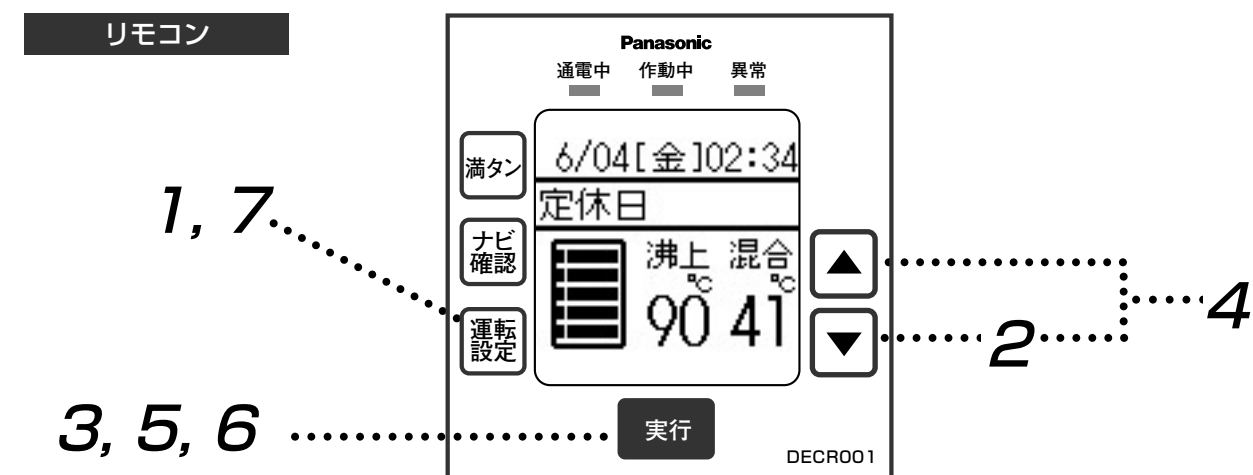 リモコン
Panasonic
通電中 作動中 異常
満タン
6/04[金]02:34
定休日
1, 7
ナビ
確認
沸上 混合
℃ ℃
90 41
▲
4
運転
設定
▼
2
3, 5, 6
実行
DECR001